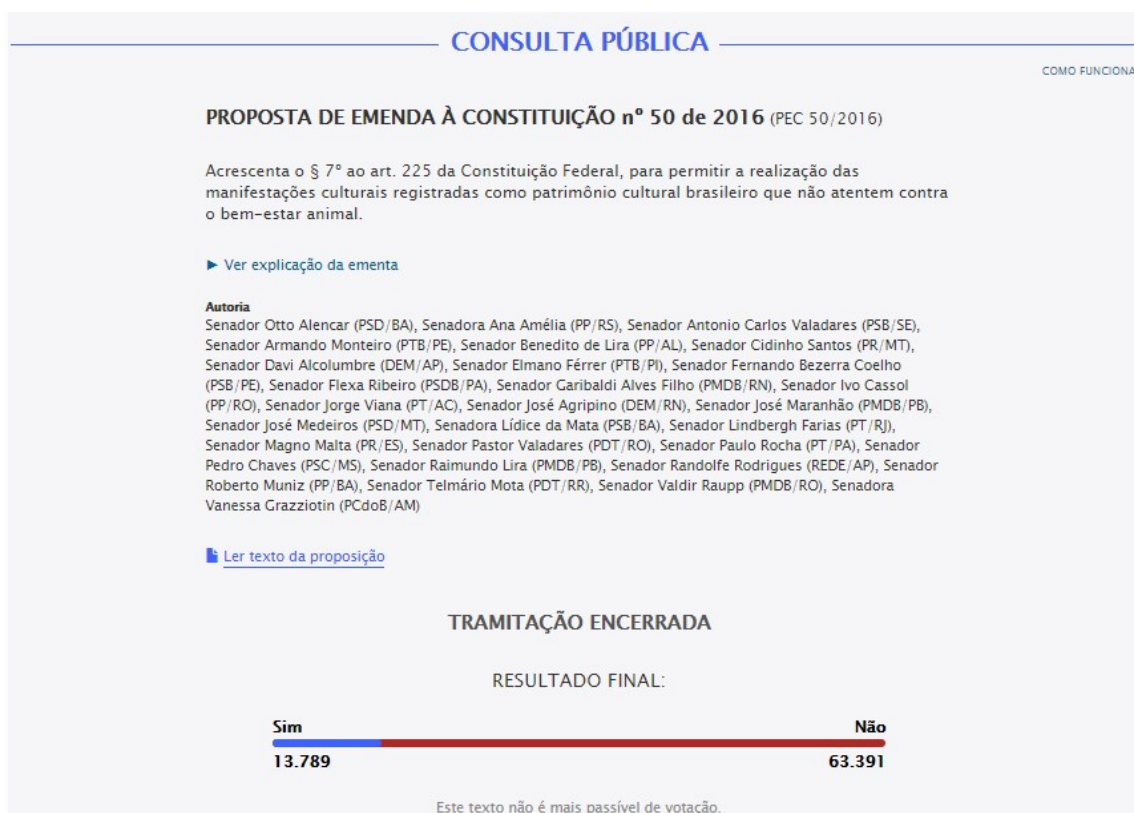 CONSULTA PÚBLICA
COMO FUNCIONA
PROPOSTA DE EMENDA À CONSTITUIÇÃO nº 50 de 2016 (PEC 50/2016)
Acrescenta o § 7º ao art. 225 da Constituição Federal, para permitir a realização das
manifestações culturais registradas como patrimônio cultural brasileiro que não atentem contra
o bem-estar animal.
► Ver explicação da ementa
Autoria
Senador Otto Alencar (PSD/BA), Senadora Ana Amélia (PP/RS), Senador Antonio Carlos Valadares (PSB/SE),
Senador Armando Monteiro (PTB/PE), Senador Benedito de Lira (PP/AL), Senador Cidinho Santos (PR/MT),
Senador Davi Alcolumbre (DEM/AP), Senador Elmano Férrer (PTB/PI), Senador Fernando Bezerra Coelho
(PSB/PE), Senador Flexa Ribeiro (PSDB/PA), Senador Garibaldi Alves Filho (PMDB/RN), Senador Ivo Cassol
(PP/RO), Senador Jorge Viana (PT/AC), Senador José Agripino (DEM/RN), Senador José Maranhão (PMDB/PB),
Senador José Medeiros (PSD/MT), Senadora Lídice da Mata (PSB/BA), Senador Lindbergh Farias (PT/RJ),
Senador Magno Malta (PR/ES), Senador Pastor Valadares (PDT/RO), Senador Paulo Rocha (PT/PA), Senador
Pedro Chaves (PSC/MS), Senador Raimundo Lira (PMDB/PB), Senador Randolfe Rodrigues (REDE/AP), Senador
Roberto Muniz (PP/BA), Senador Telmário Mota (PDT/RR), Senador Valdir Raupp (PMDB/RO), Senadora
Vanessa Grazziotin (PCdoB/AM)
Ler texto da proposição
TRAMITAÇÃO ENCERRADA
RESULTADO FINAL:
Sim Não
13.789 63.391
Este texto não é mais passível de votação.